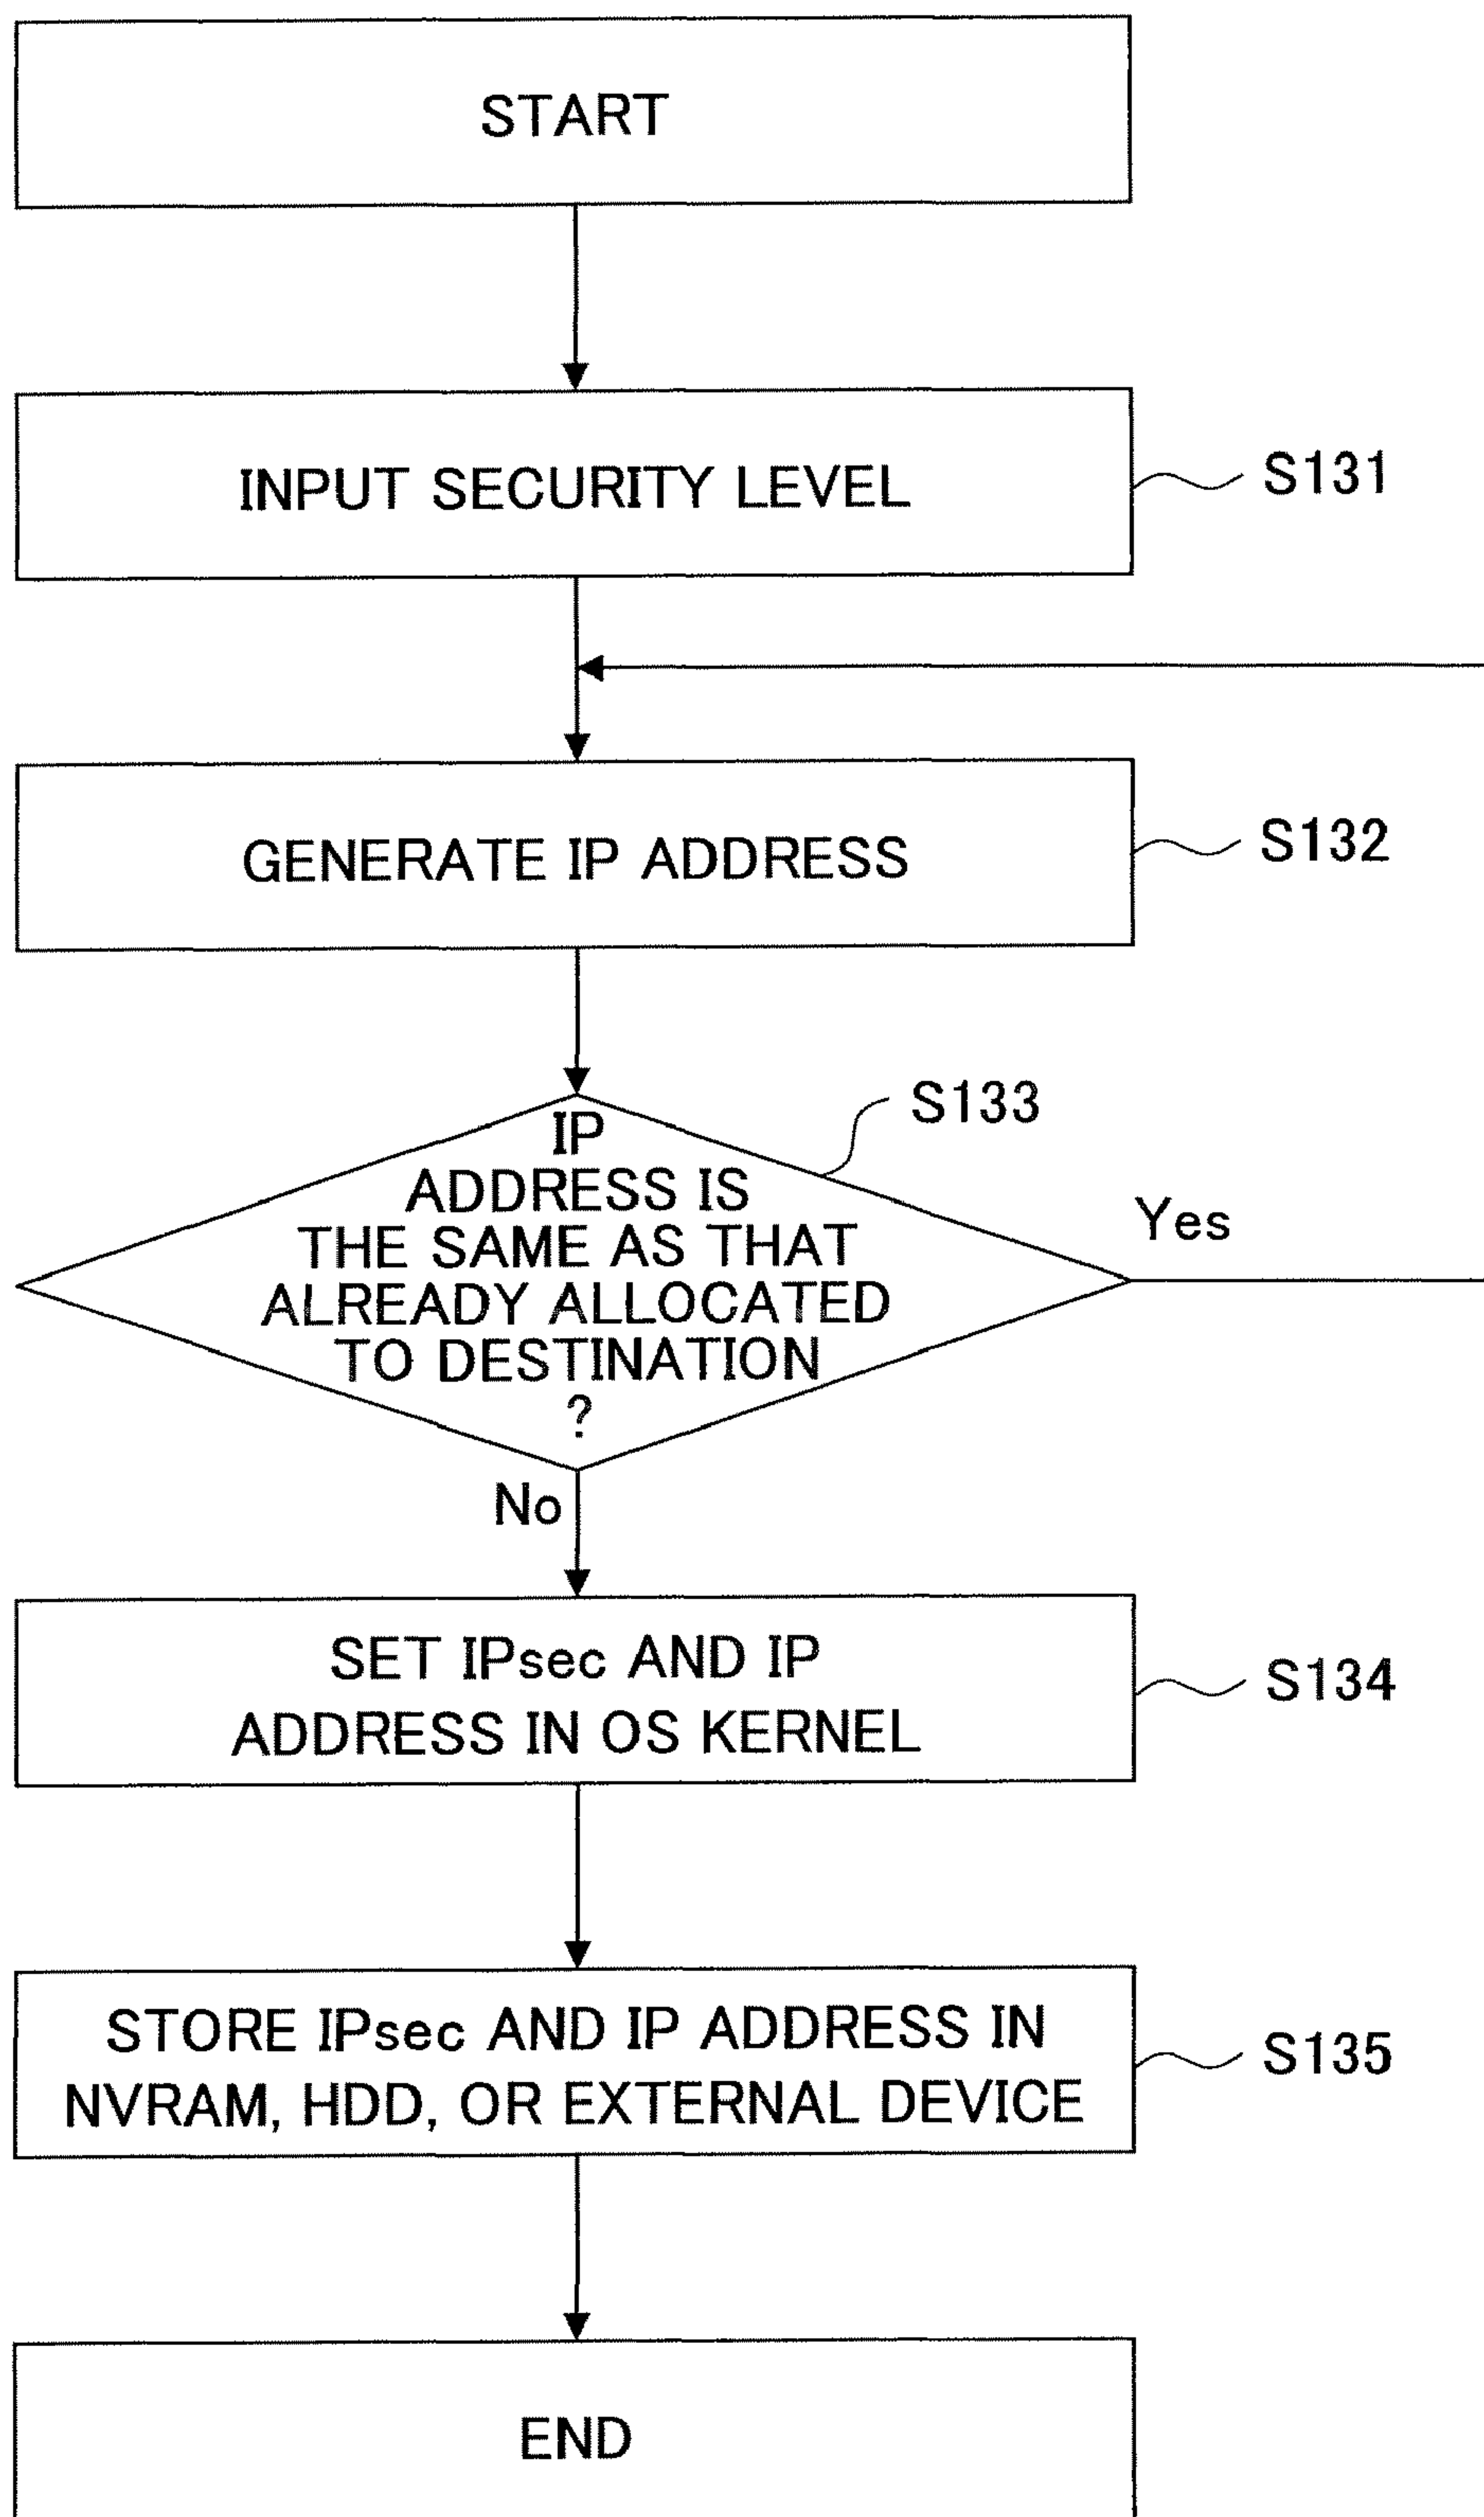 START
INPUT SECURITY LEVEL
S131
GENERATE IP ADDRESS
S132
S133
IP
ADDRESS IS
THE SAME AS THAT
ALREADY ALLOCATED
TO DESTINATION
?
Yes
No
SET IPsec AND IP
ADDRESS IN OS KERNEL
S134
STORE IPsec AND IP ADDRESS IN
NVRAM, HDD, OR EXTERNAL DEVICE
S135
END